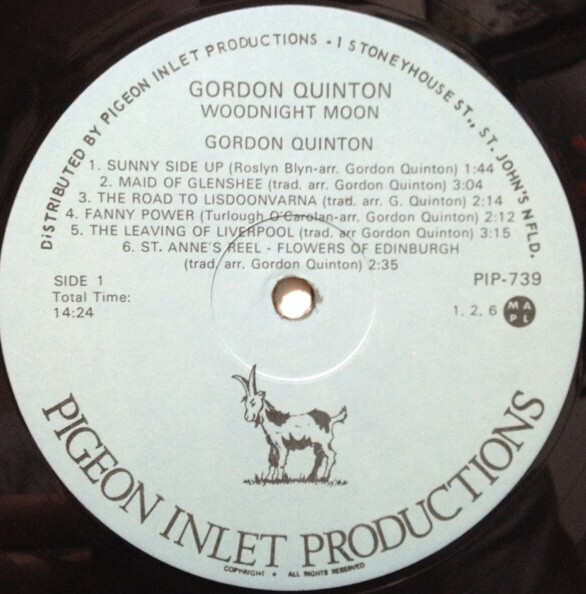 DISTRIBUTED BY PIGEON INLET PRODUCTIONS - 1 STONEYHOUSE ST., ST. JOHN'S NFLD.
GORDON QUINTON
WOODNIGHT MOON
GORDON QUINTON
1. SUNNY SIDE UP (Roslyn Blyn-arr. Gordon Quinton) 1:44
2. MAID OF GLENSHEE (trad. arr. Gordon Quinton) 3:04
3. THE ROAD TO LISDOONVARNA (trad. arr. G. Quinton) 2:14
4. FANNY POWER (Turlough O'Carolan-arr. Gordon Quinton) 2:12
5. THE LEAVING OF LIVERPOOL (trad. arr Gordon Quinton) 3:15
6. ST. ANNE'S REEL - FLOWERS OF EDINBURGH
(trad. arr. Gordon Quinton) 2:35
SIDE 1
Total Time:
14:24
PIP-739
1, 2, 6 MAPL
PIGEON INLET PRODUCTIONS
COPYRIGHT • ALL RIGHTS RESERVED